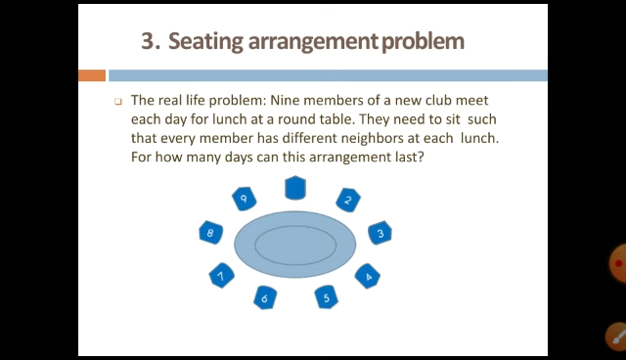 3. Seating arrangement problem
The real life problem: Nine members of a new club meet
each day for lunch at a round table. They need to sit such
that every member has different neighbors at each lunch.
For how many days can this arrangement last?
9
2
8
3
7
4
6
5